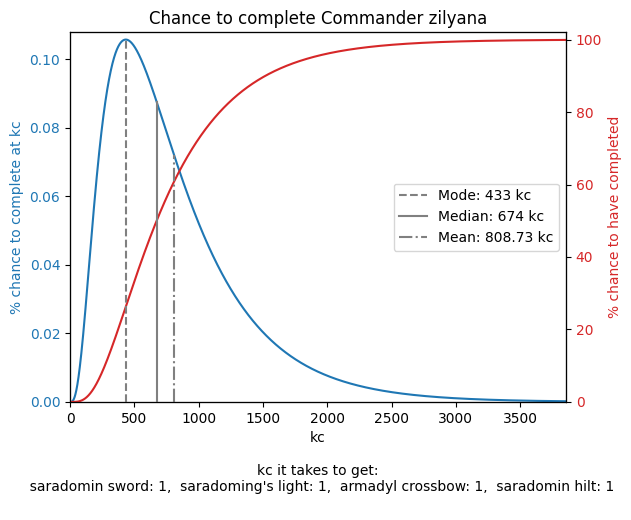 Chance to complete Commander zilyana
% chance to complete at kc
0.10
0.08
0.06
0.04
0.02
0.00
100
80
60
40
20
0
% chance to have completed
Mode: 433 kc
Median: 674 kc
Mean: 808.73 kc
0 500 1000 1500 2000 2500 3000 3500
kc
kc it takes to get:
saradomin sword: 1,  saradoming's light: 1,  armadyl crossbow: 1,  saradomin hilt: 1